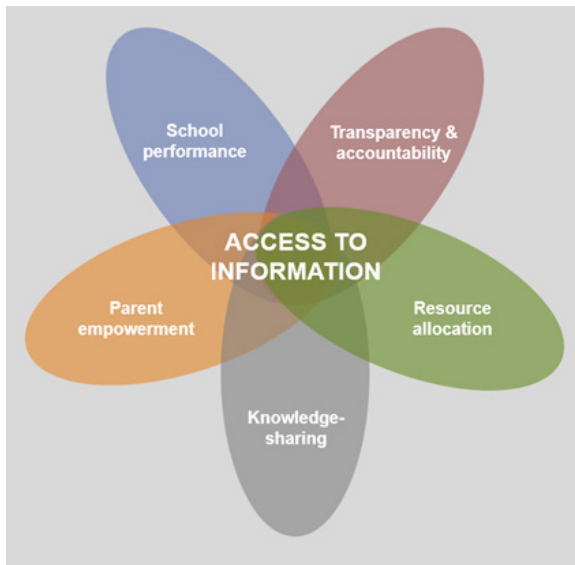 School
performance
Transparency &
accountability
ACCESS TO
INFORMATION
Parent
empowerment
Resource
allocation
Knowledge-
sharing